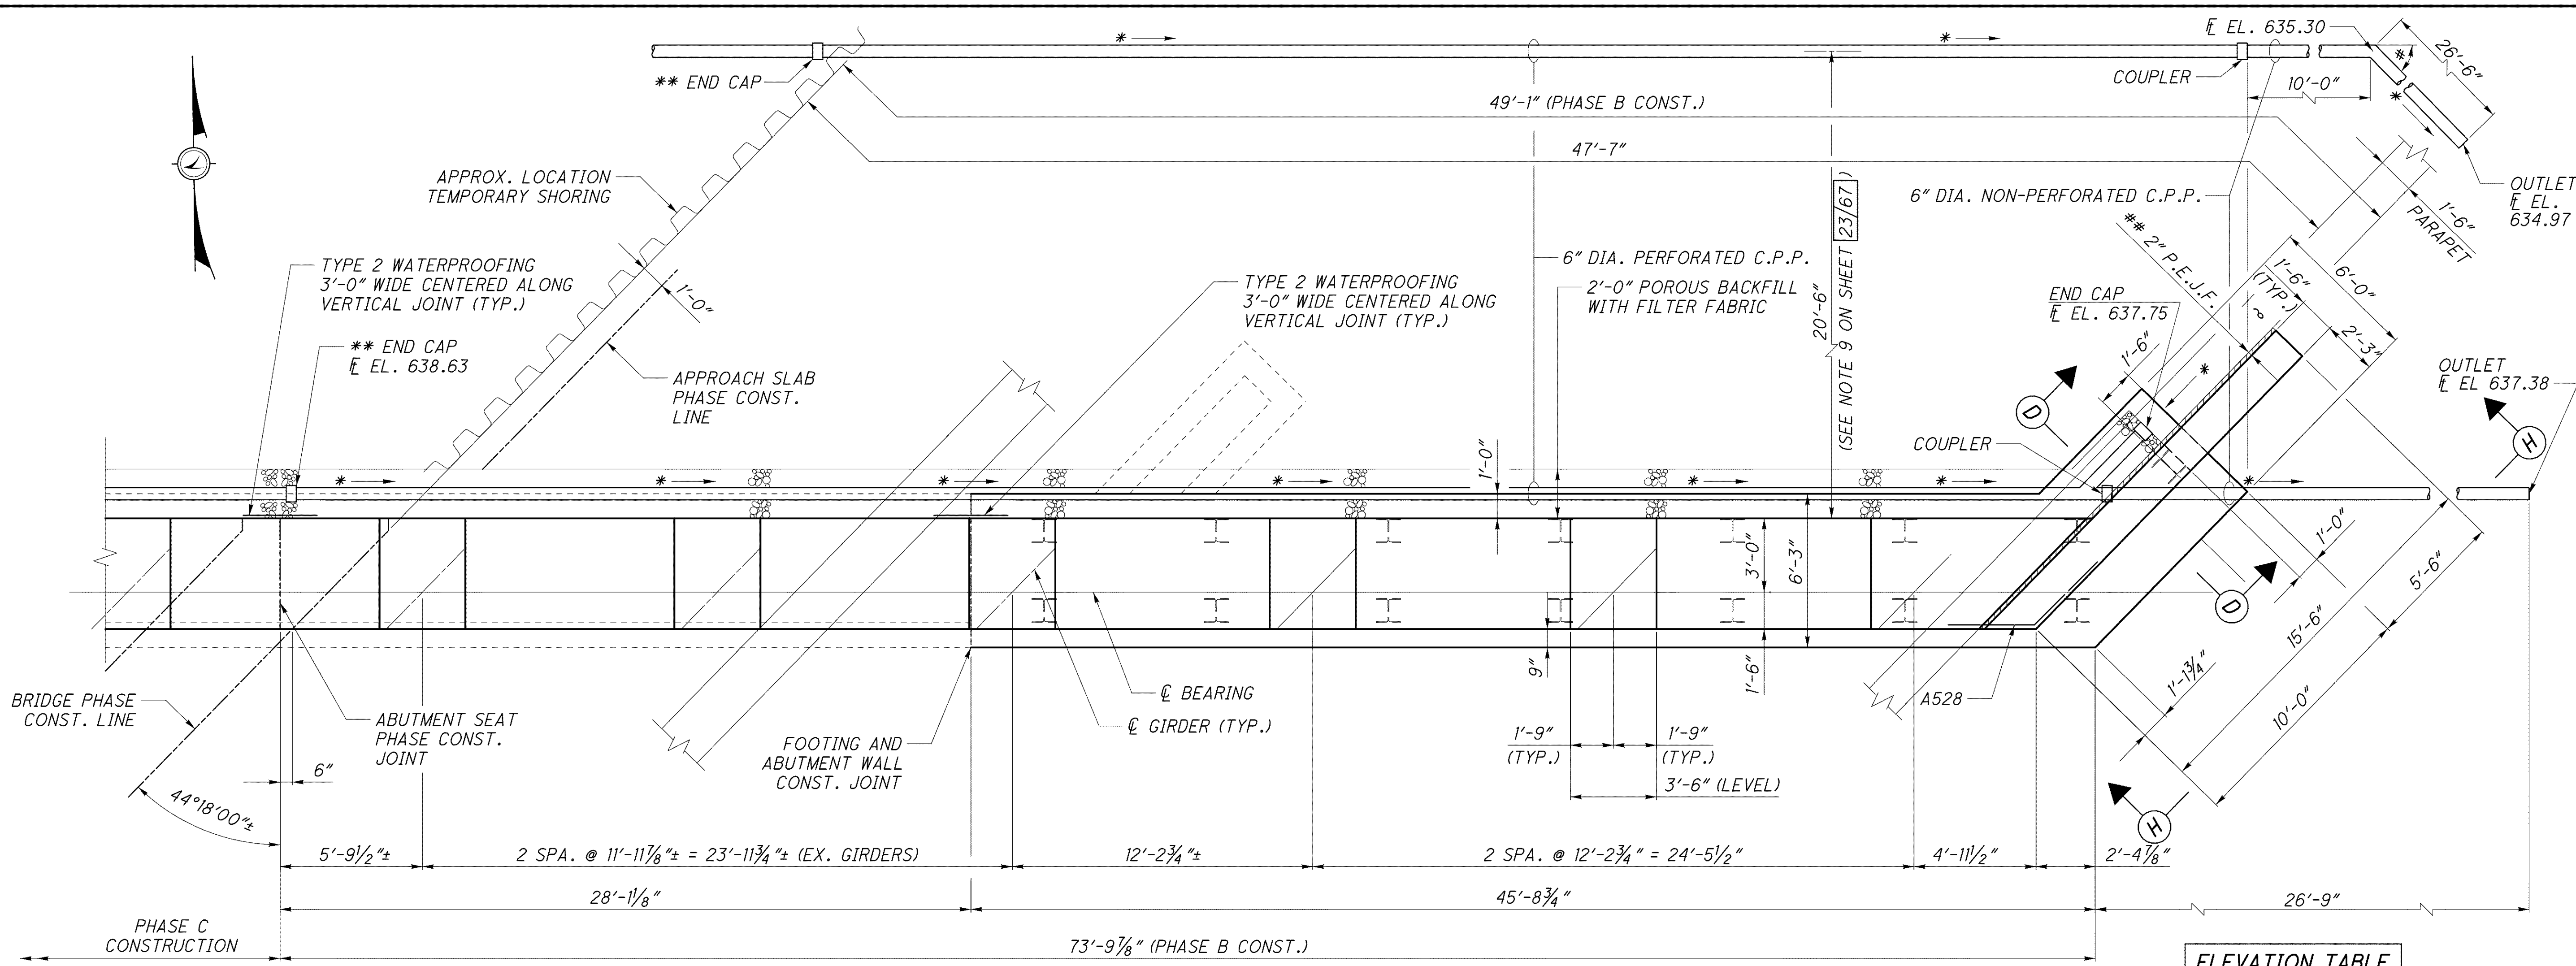 ℄ EL. 635.30
26'-6"
#
*
*
** END CAP
COUPLER
10'-0"
*
49'-1" (PHASE B CONST.)
47'-7"
APPROX. LOCATION
TEMPORARY SHORING
6" DIA. NON-PERFORATED C.P.P.
OUTLET
℄ EL.
634.97
1'-6"
PARAPET
TYPE 2 WATERPROOFING
3'-0" WIDE CENTERED ALONG
VERTICAL JOINT (TYP.)
1'-0"
TYPE 2 WATERPROOFING
3'-0" WIDE CENTERED ALONG
VERTICAL JOINT (TYP.)
6" DIA. PERFORATED C.P.P.
2'-0" POROUS BACKFILL
WITH FILTER FABRIC
20'-6"
(SEE NOTE 9 ON SHEET 23/67)
## 2" P.E.J.F.
1'-6"
(TYP.)
6'-0"
2'-3"
END CAP
℄ EL. 637.75
1'-6"
*
** END CAP
℄ EL. 638.63
APPROACH SLAB
PHASE CONST.
LINE
OUTLET
℄ EL 637.38
D
H
COUPLER
1'-0"
*
*
*
*
*
*
*
3'-0"
6'-3"
9"
1'-6"
1'-0"
5'-6"
D
15'-6"
10'-0"
1'-1¾"
BRIDGE PHASE
CONST. LINE
ABUTMENT SEAT
PHASE CONST.
JOINT
℄ BEARING
℄ GIRDER (TYP.)
A528
FOOTING AND
ABUTMENT WALL
CONST. JOINT
1'-9"
(TYP.)
1'-9"
(TYP.)
3'-6" (LEVEL)
6"
44°18'00"±
H
5'-9½"±
2 SPA. @ 11'-11⅞"± = 23'-11¾"± (EX. GIRDERS)
12'-2¾"±
2 SPA. @ 12'-2¾" = 24'-5½"
4'-11½"
2'-4⅞"
28'-1⅛"
45'-8¾"
26'-9"
PHASE C
CONSTRUCTION
73'-9⅞" (PHASE B CONST.)
ELEVATION TABLE